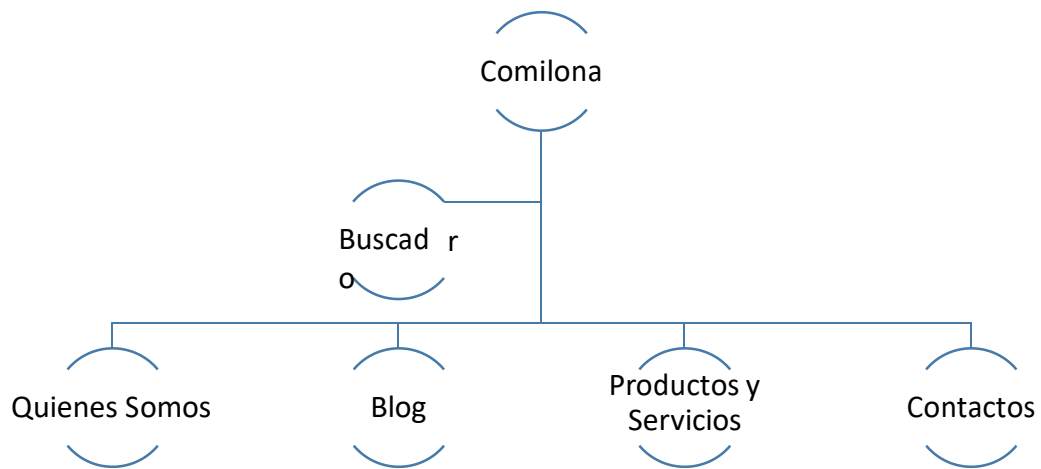 Comilona
Buscad r
o
Quienes Somos
Blog
Productos y
Servicios
Contactos